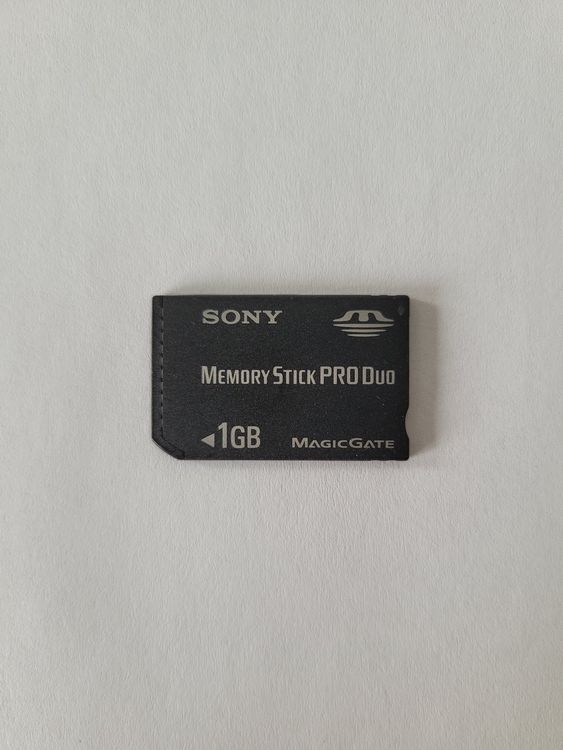 SONY
MEMORY STICK PRO DUO
1GB MAGICGATE